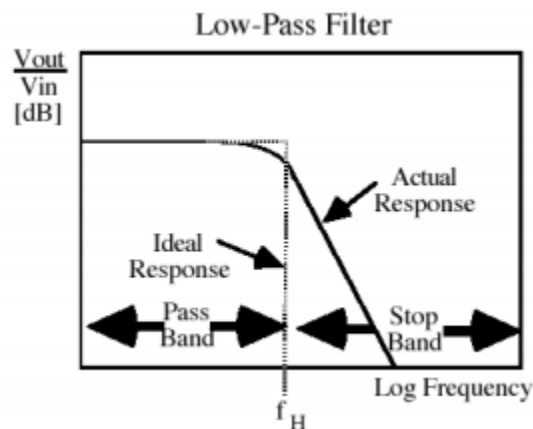 Low-Pass Filter
Vout
Vin
[dB]
Actual
Response
Ideal
Response
Pass
Band
Stop
Band
Log Frequency
f H